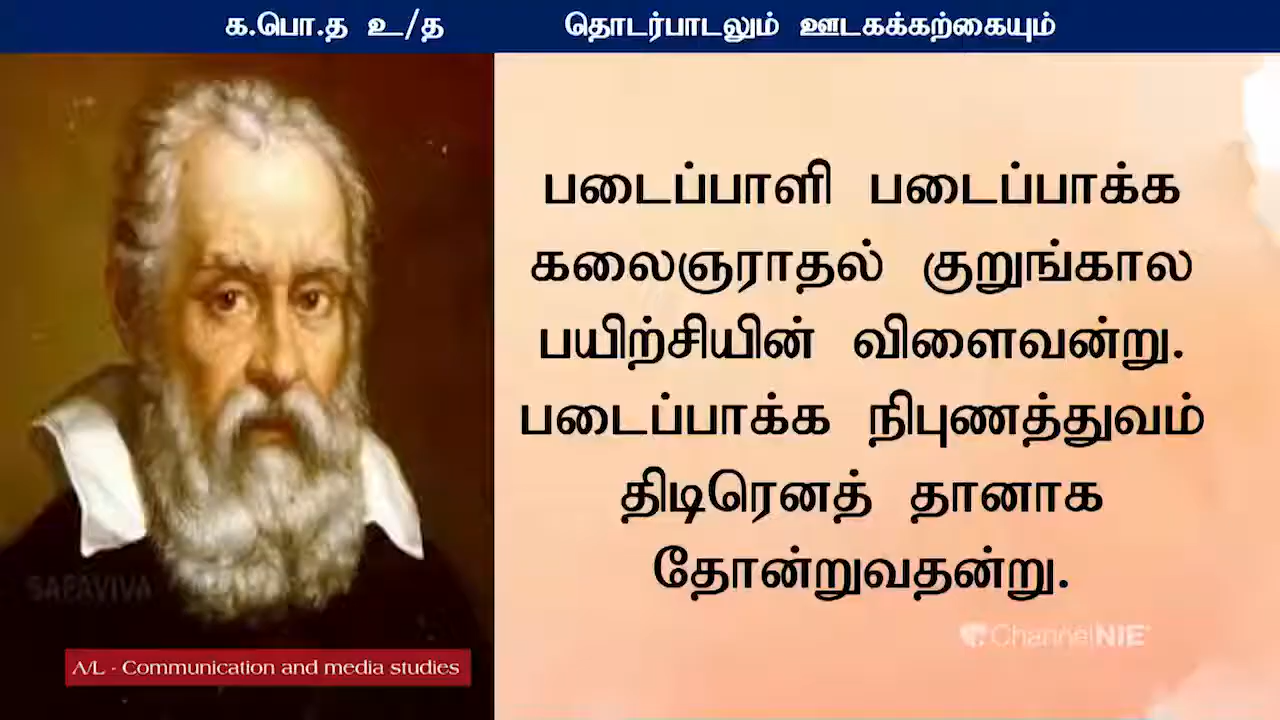 க.பொ.த உ/த தொடர்பாடலும் ஊடகக்கற்கையும்
படைப்பாளி படைப்பாக்க
கலைஞராதல் குறுங்கால
பயிற்சியின் விளைவன்று.
படைப்பாக்க நிபுணத்துவம்
திடிரெனத் தானாக
தோன்றுவதன்று.
SAPAVIVA
ChannelNIE
A/L - Communication and media studies